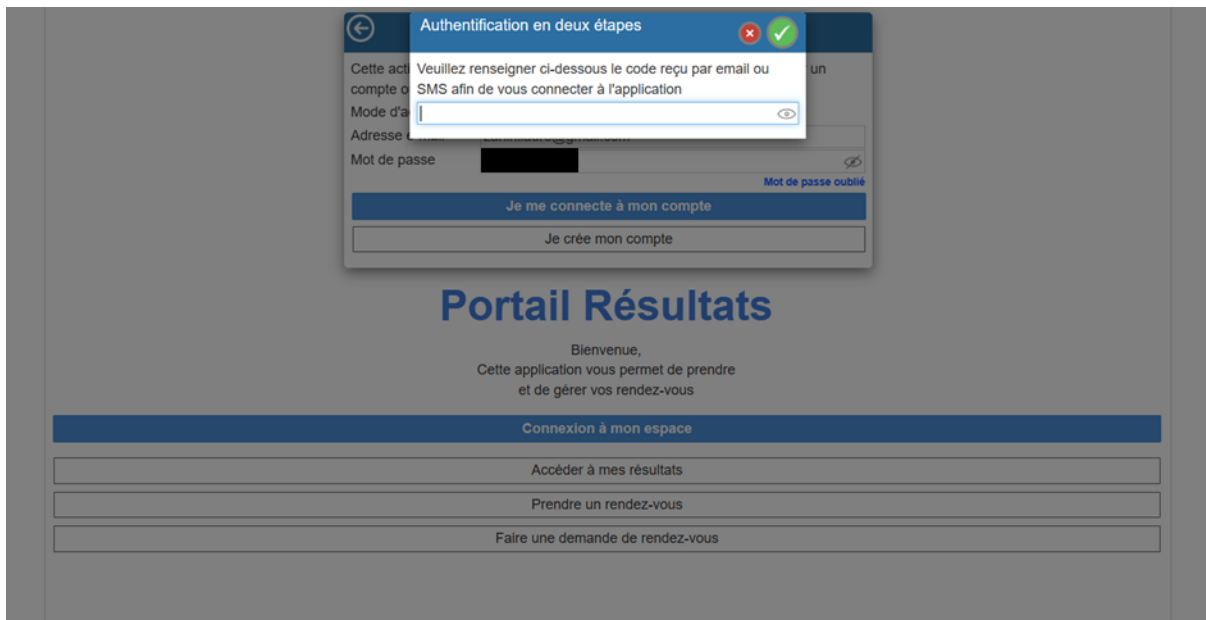 Authentification en deux étapes
Cette acti
Veuillez renseigner ci-dessous le code reçu par email ou
un
compte o
SMS afin de vous connecter à l'application
Mode d'a
Adresse
Mot de passe
Mot de passe oublié
Je me connecte à mon compte
Je crée mon compte
Portail Résultats
Bienvenue,
Cette application vous permet de prendre
et de gérer vos rendez-vous
Connexion à mon espace
Accéder à mes résultats
Prendre un rendez-vous
Faire une demande de rendez-vous